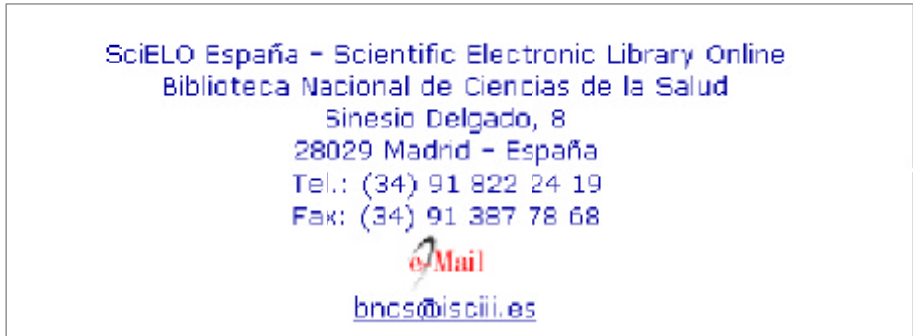 SciELO España - Scientific Electronic Library Online
Biblioteca Nacional de Ciencias de la Salud
Sinesio Delgado, 8
28029 Madrid - España
Tel.: (34) 91 822 24 19
Fax: (34) 91 387 78 68
e-Mail
bncs@isciii.es